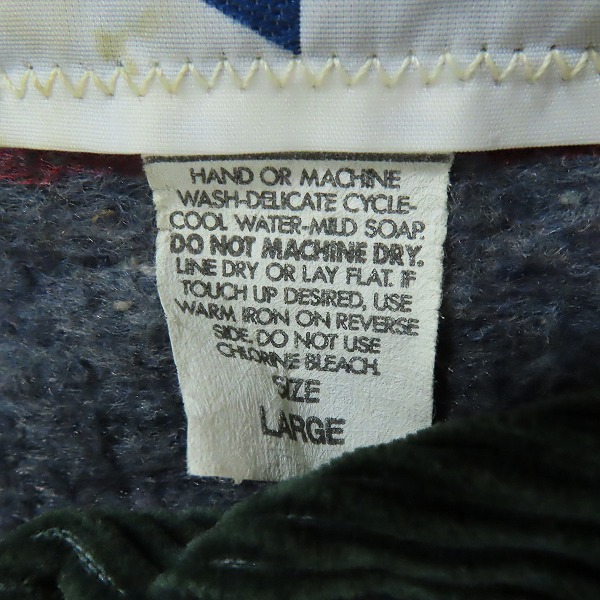 HAND OR MACHINE
WASH-DELICATE CYCLE-
COOL WATER-MILD SOAP
DO NOT MACHINE DRY.
LINE DRY OR LAY FLAT. IF
TOUCH UP DESIRED, USE
WARM IRON ON REVERSE
SIDE. DO NOT USE
CHLORINE BLEACH.
SIZE
LARGE